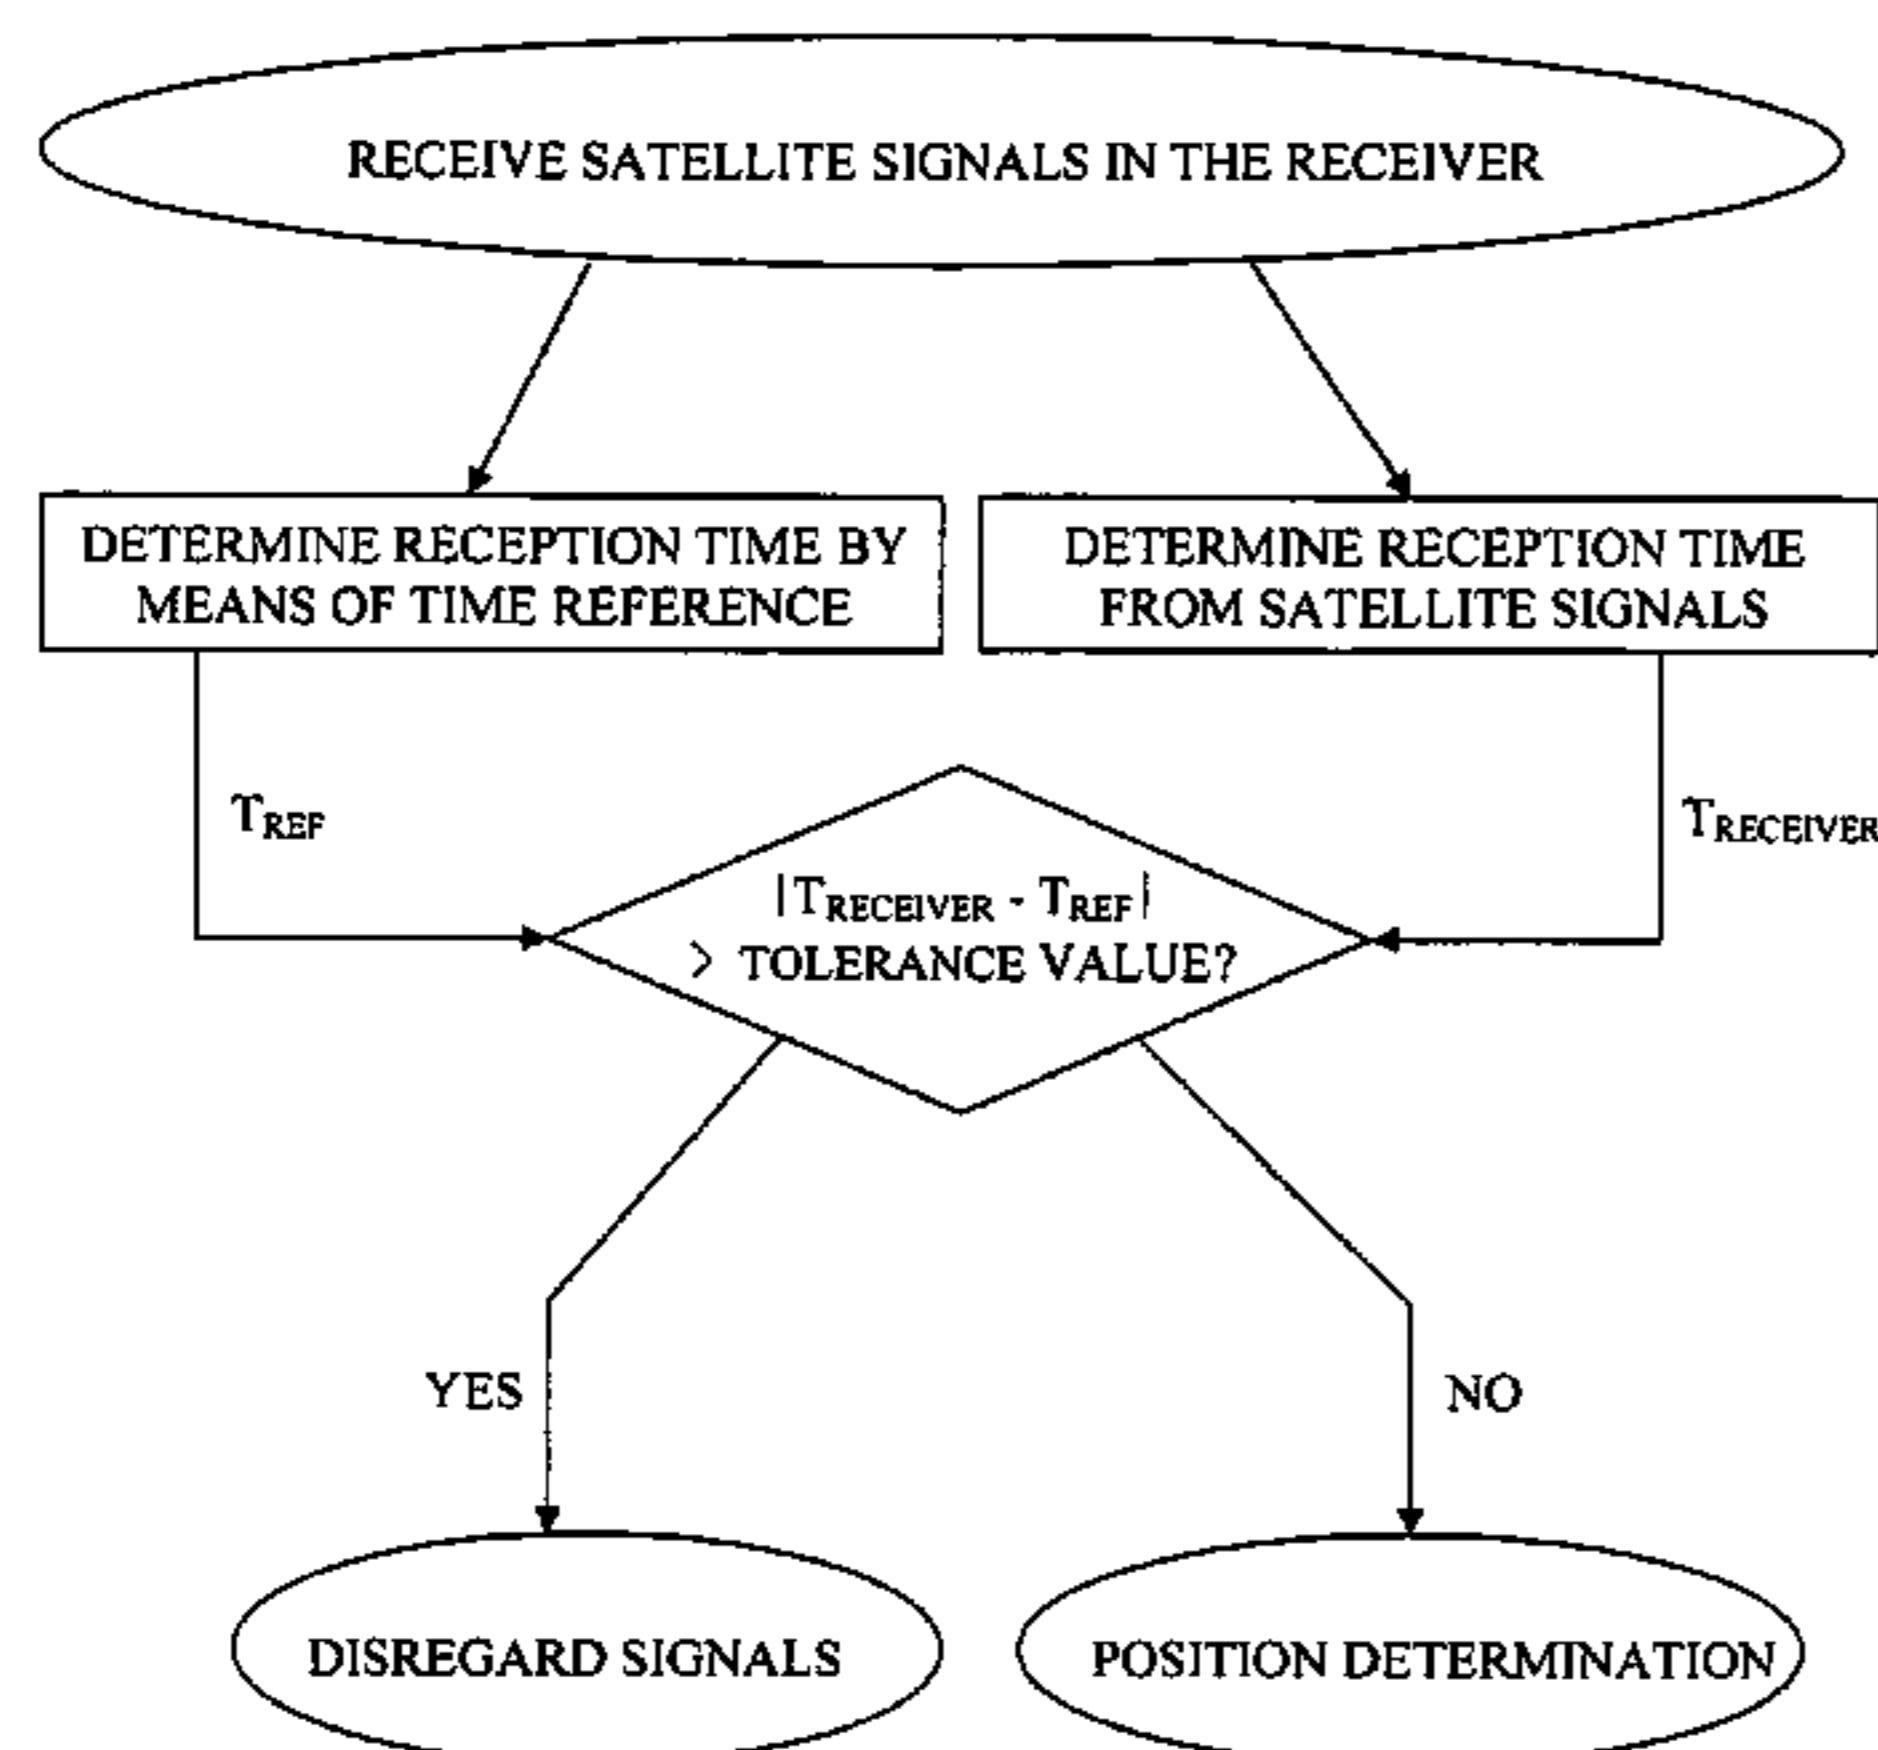 RECEIVE SATELLITE SIGNALS IN THE RECEIVER
DETERMINE RECEPTION TIME BY
MEANS OF TIME REFERENCE
DETERMINE RECEPTION TIME
FROM SATELLITE SIGNALS
TREF
TRECEIVER
|TRECEIVER - TREF|
> TOLERANCE VALUE?
YES
NO
DISREGARD SIGNALS
POSITION DETERMINATION